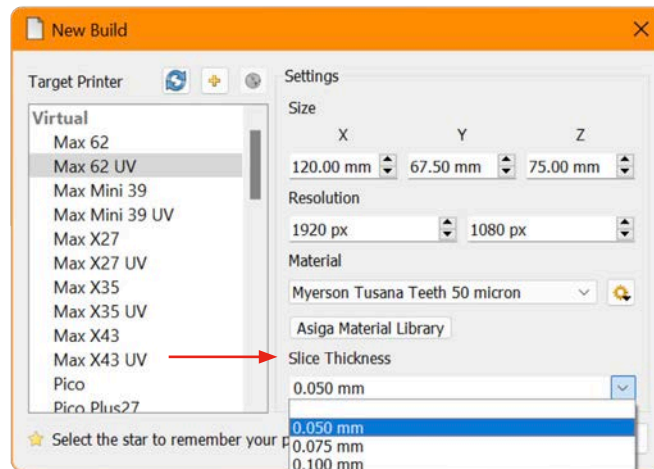 New Build
Target Printer
Virtual
Max 62
Max 62 UV
Max Mini 39
Max Mini 39 UV
Max X27
Max X27 UV
Max X35
Max X35 UV
Max X43
Max X43 UV
Pico
Pico Plus27
Select the star to remember your
Settings
Size
X Y Z
120.00 mm 67.50 mm 75.00 mm
Resolution
1920 px 1080 px
Material
Myerson Tusana Teeth 50 micron
Asiga Material Library
Slice Thickness
0.050 mm
0.050 mm
0.075 mm
0.100 mm